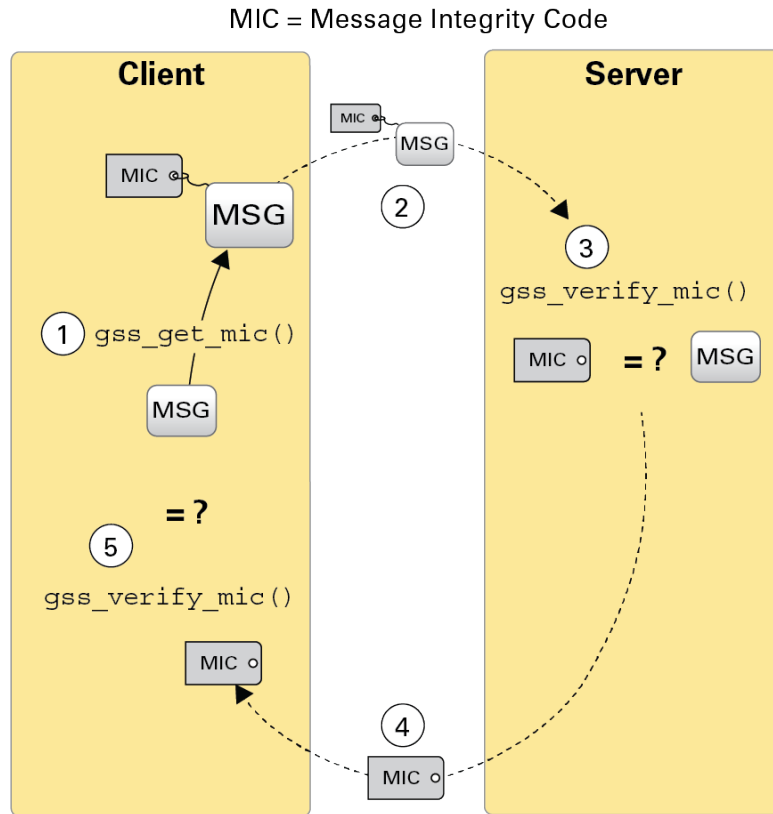 MIC = Message Integrity Code
Client
Server
MIC
MSG
MIC
MSG
2
3
gss_verify_mic()
1
gss_get_mic()
MIC
= ?
MSG
MSG
= ?
5
gss_verify_mic()
MIC
4
MIC